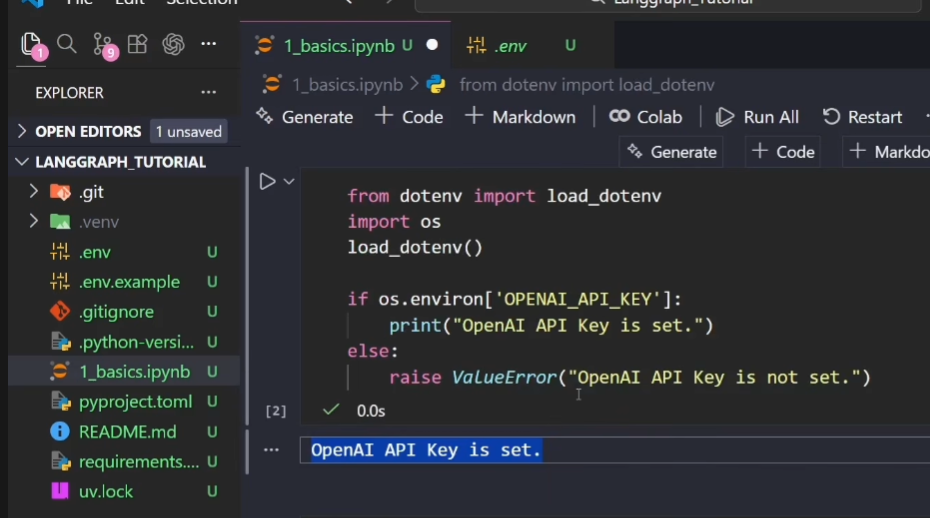 File Edit Selection
Langgraph_Tutorial
1
9
1_basics.ipynb U
.env U
1_basics.ipynb > from dotenv import load_dotenv
EXPLORER
Generate + Code + Markdown Colab Run All Restart
OPEN EDITORS 1 unsaved
LANGGRAPH_TUTORIAL
Generate + Code + Markdo
.git
.venv
.env U
.env.example U
.gitignore U
.python-versi... U
1_basics.ipynb U
pyproject.toml U
README.md U
requirements.... U
uv.lock U
from dotenv import load_dotenv
import os
load_dotenv()
if os.environ['OPENAI_API_KEY']:
print("OpenAI API Key is set.")
else:
raise ValueError("OpenAI API Key is not set.")
[2] 0.0s
OpenAI API Key is set.